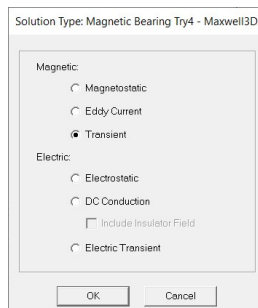 Solution Type: Magnetic Bearing Try4 - Maxwell3D
Magnetic:
Magnetostatic
Eddy Current
Transient
Electric:
Electrostatic
DC Conduction
Include Insulator Field
Electric Transient
OK Cancel